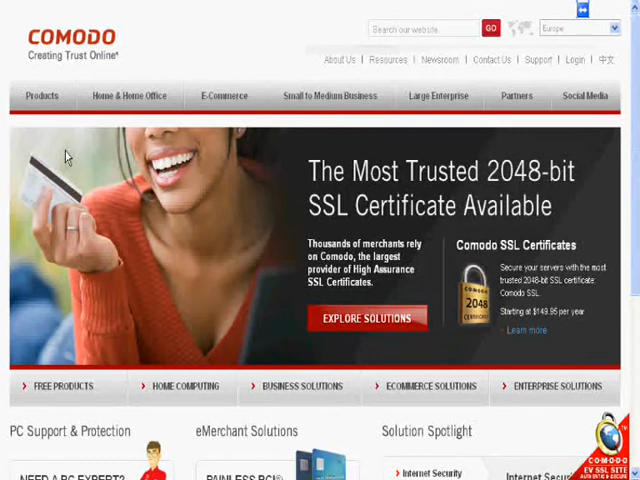 COMODO
Creating Trust Online®
Search our website
GO
Europe
About Us | Resources | Newsroom | Contact Us | Support | Login | 中文
Products
Home & Home Office
E-Commerce
Small to Medium Business
Large Enterprise
Partners
Social Media
The Most Trusted 2048-bit
SSL Certificate Available
Thousands of merchants rely
on Comodo, the largest
provider of High Assurance
SSL Certificates.
EXPLORE SOLUTIONS
Comodo SSL Certificates
COMODO
2048
Secure your servers with the most
trusted 2048-bit SSL certificate:
Comodo SSL.
Starting at $149.95 per year
Learn more
FREE PRODUCTS
HOME COMPUTING
BUSINESS SOLUTIONS
ECOMMERCE SOLUTIONS
ENTERPRISE SOLUTIONS
PC Support & Protection
eMerchant Solutions
Solution Spotlight
NEED A PC EXPERT?
PAINLESS PCI®
Internet Security
Internet Secu
COMODO
EV SSL SITE
AUTHENTIC & SECURE